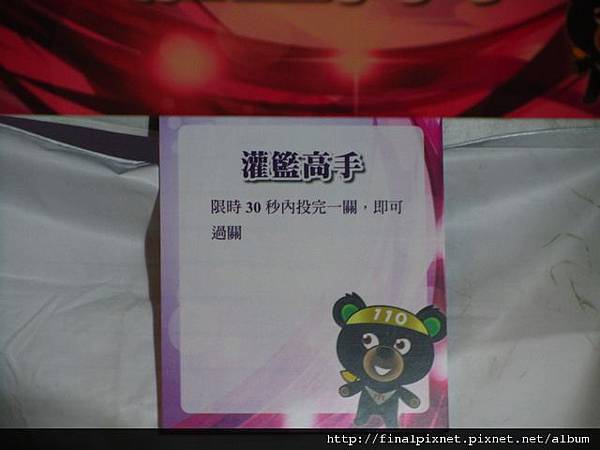 灌籃高手
限時 30 秒內投完一關，即可
過關
110
http://finalpixnet.pixnet.net/album